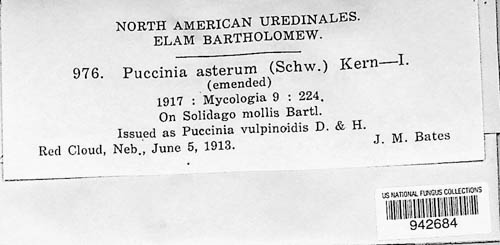 NORTH AMERICAN UREDINALES.
ELAM BARTHOLOMEW.
976. Puccinia asterum (Schw.) Kern—I.
(emended)
1917 : Mycologia 9 : 224.
On Solidago mollis Bartl.
Issued as Puccinia vulpinoidis D. & H.
Red Cloud, Neb., June 5, 1913. J. M. Bates
US NATIONAL FUNGUS COLLECTIONS
942684